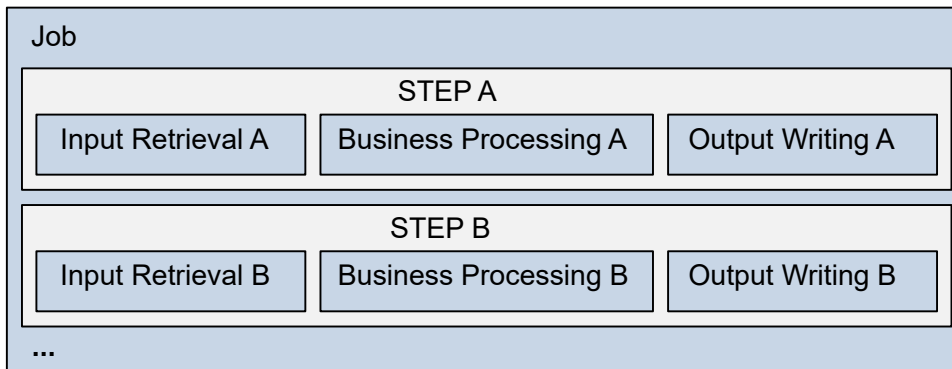 Job
STEP A
Input Retrieval A
Business Processing A
Output Writing A
STEP B
Input Retrieval B
Business Processing B
Output Writing B
...